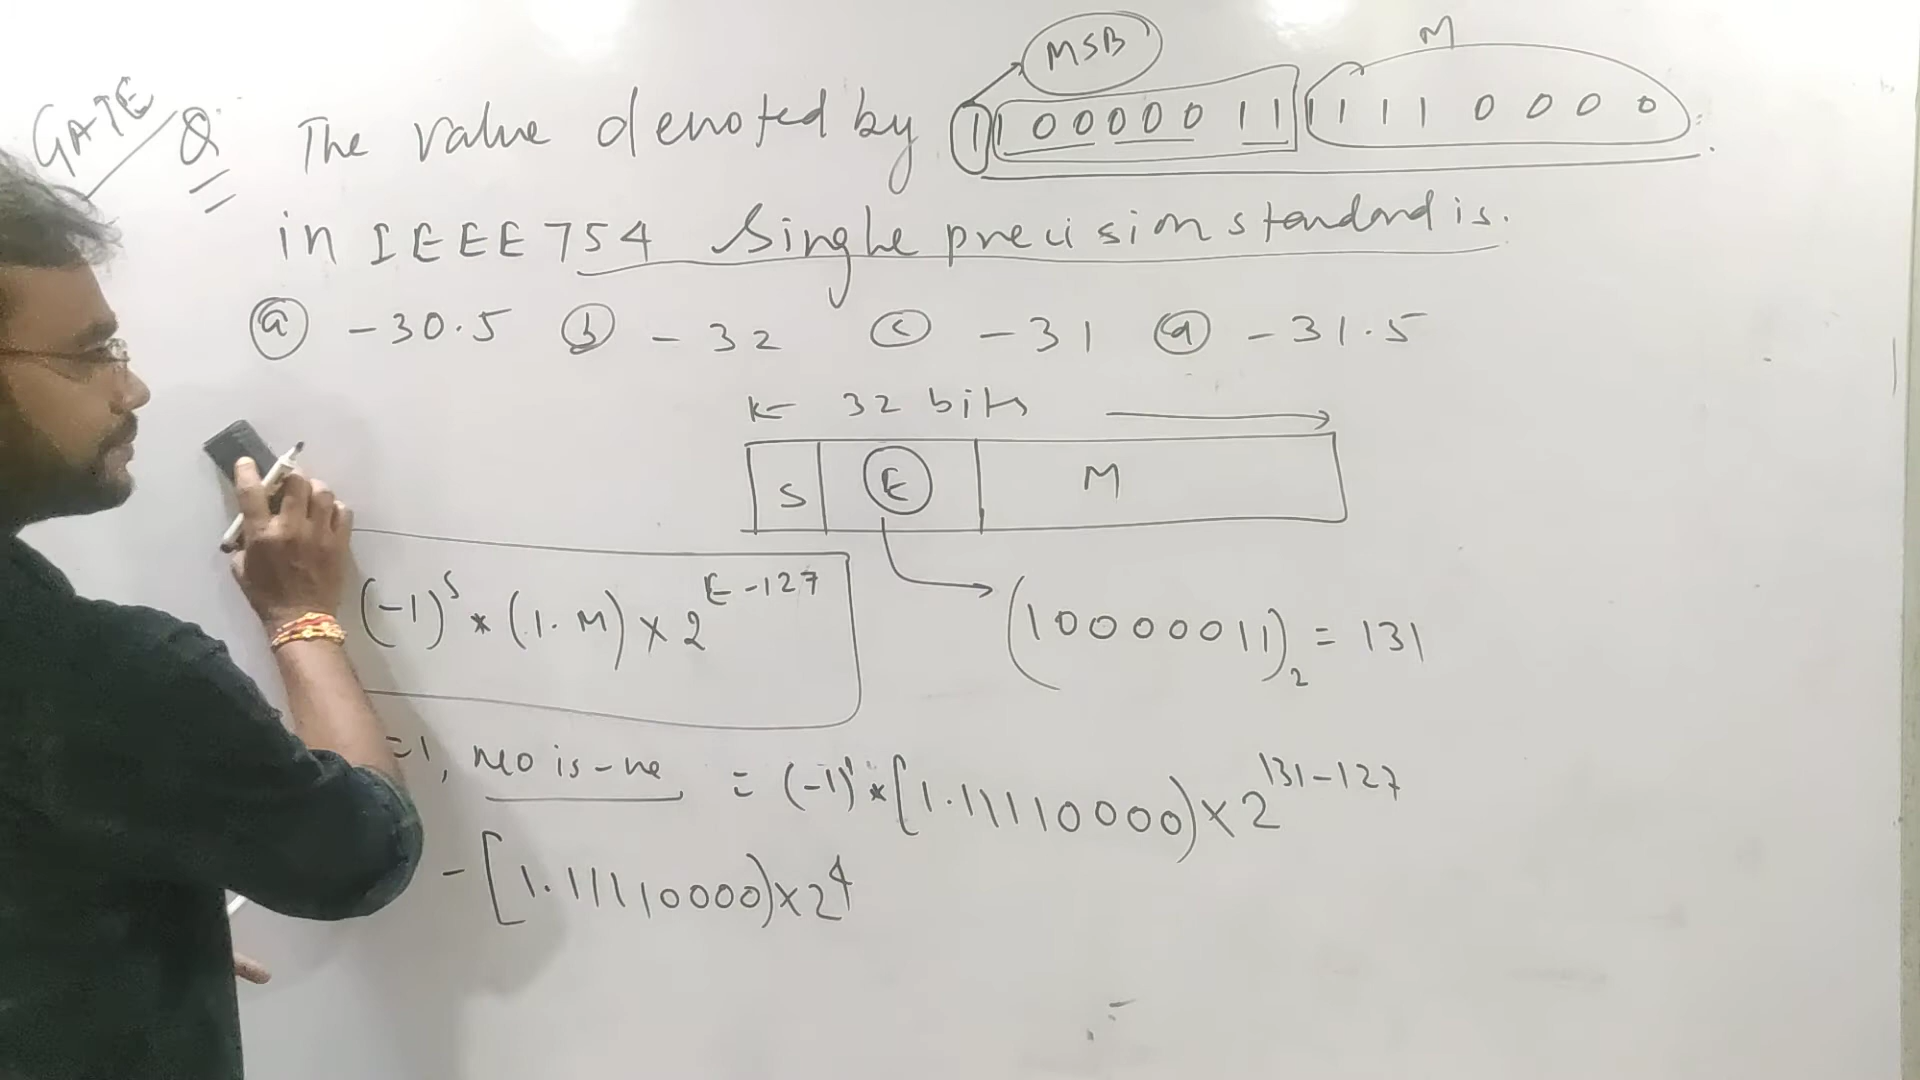 GATE
MSB
M
Q. The value denoted by 1 1 0 0 0 0 0 1 1 1 1 1 1 0 0 0 0
in IEEE 754 Single precision standard is.
(a) -30.5 (b) -32 (c) -31 (d) -31.5
32 bits
S E M
(-1)^S * (1.M) × 2^E-127
(10000011)2 = 131
=1, no is -ve = (-1)^1 * [1.11110000) × 2^131-127
- [1.11110000) × 2^4